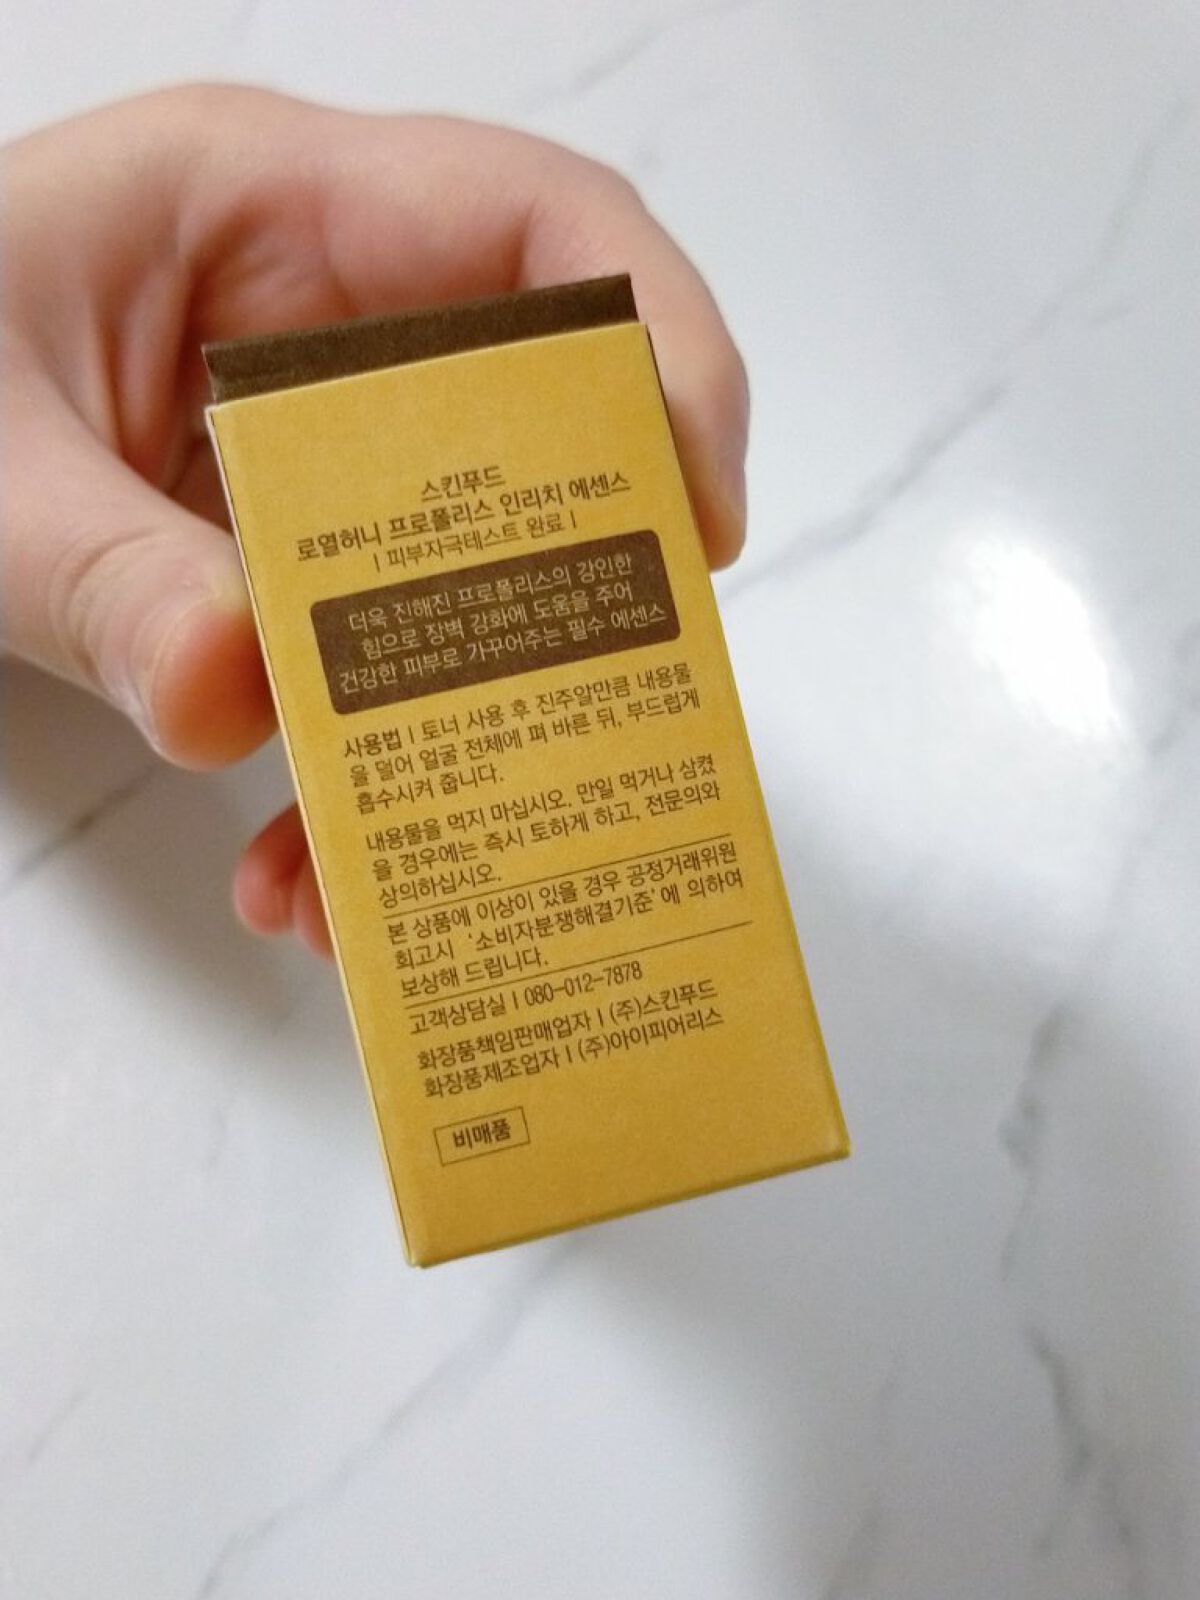 스킨푸드
로열허니 프로폴리스 인리치 에센스
| 피부자극테스트 완료 |
더욱 진해진 프로폴리스의 강인한
힘으로 장벽 강화에 도움을 주어
건강한 피부로 가꾸어주는 필수 에센스
사용법 | 토너 사용 후 진주알만큼 내용물
을 덜어 얼굴 전체에 펴 바른 뒤, 부드럽게
흡수시켜 줍니다.
내용물을 먹지 마십시오. 만일 먹거나 삼켰
을 경우에는 즉시 토하게 하고, 전문의와
상의하십시오.
본 상품에 이상이 있을 경우 공정거래위원
회고시 '소비자분쟁해결기준'에 의하여
보상해 드립니다.
고객상담실 | 080-012-7878
화장품책임판매업자 | (주)스킨푸드
화장품제조업자 | (주)아이피어리스
비매품